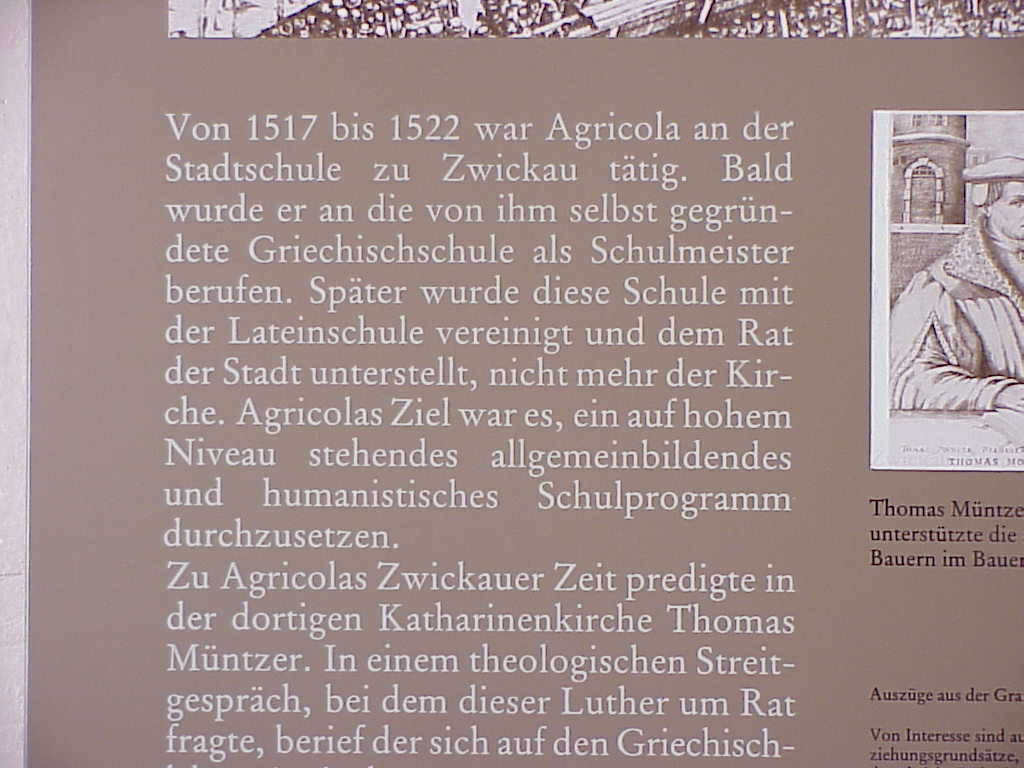 Von 1517 bis 1522 war Agricola an der
Stadtschule zu Zwickau tätig. Bald
wurde er an die von ihm selbst gegrün-
dete Griechischschule als Schulmeister
berufen. Später wurde diese Schule mit
der Lateinschule vereinigt und dem Rat
der Stadt unterstellt, nicht mehr der Kir-
che. Agricolas Ziel war es, ein auf hohem
Niveau stehendes allgemeinbildendes
und humanistisches Schulprogramm
durchzusetzen.
Zu Agricolas Zwickauer Zeit predigte in
der dortigen Katharinenkirche Thomas
Müntzer. In einem theologischen Streit-
gespräch, bei dem dieser Luther um Rat
fragte, berief der sich auf den Griechisch-
THOMAS MO
Thomas Müntze
unterstützte die
Bauern im Bauer
Auszüge aus der Gra
Von Interesse sind au
ziehungsgrundsätze,